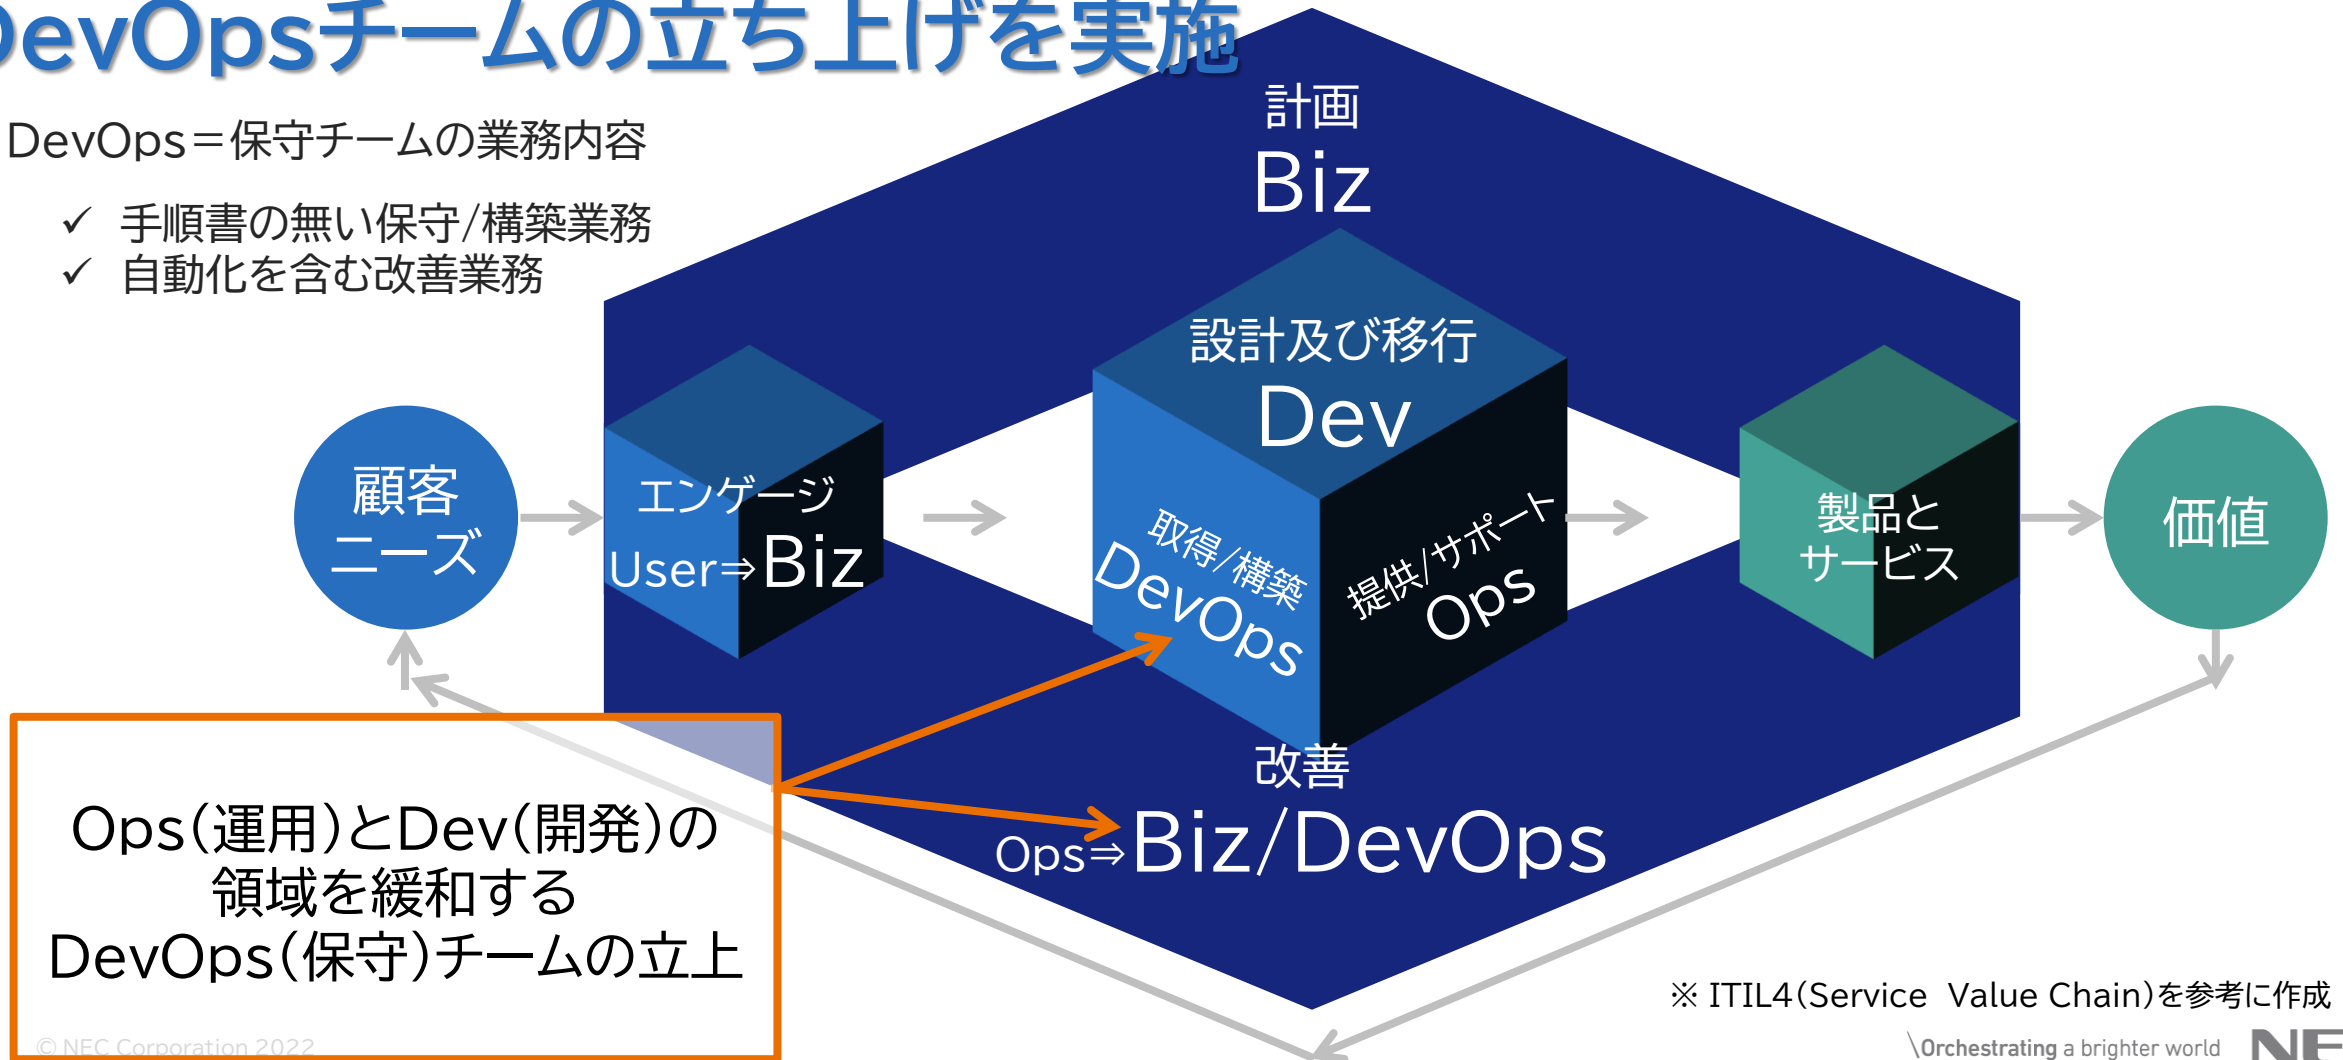 DevOpsチームの立ち上げを実施
DevOps＝保守チームの業務内容
✓ 手順書の無い保守/構築業務
✓ 自動化を含む改善業務
計画
Biz
設計及び移行
Dev
取得/構築
DevOps
提供/サポート
Ops
顧客
ニーズ
エンゲージ
User⇒Biz
製品と
サービス
価値
改善
Ops⇒Biz/DevOps
Ops(運用)とDev(開発)の
領域を緩和する
DevOps(保守)チームの立上
※ ITIL4(Service Value Chain)を参考に作成
© NEC Corporation 2022
\Orchestrating a brighter world
NE